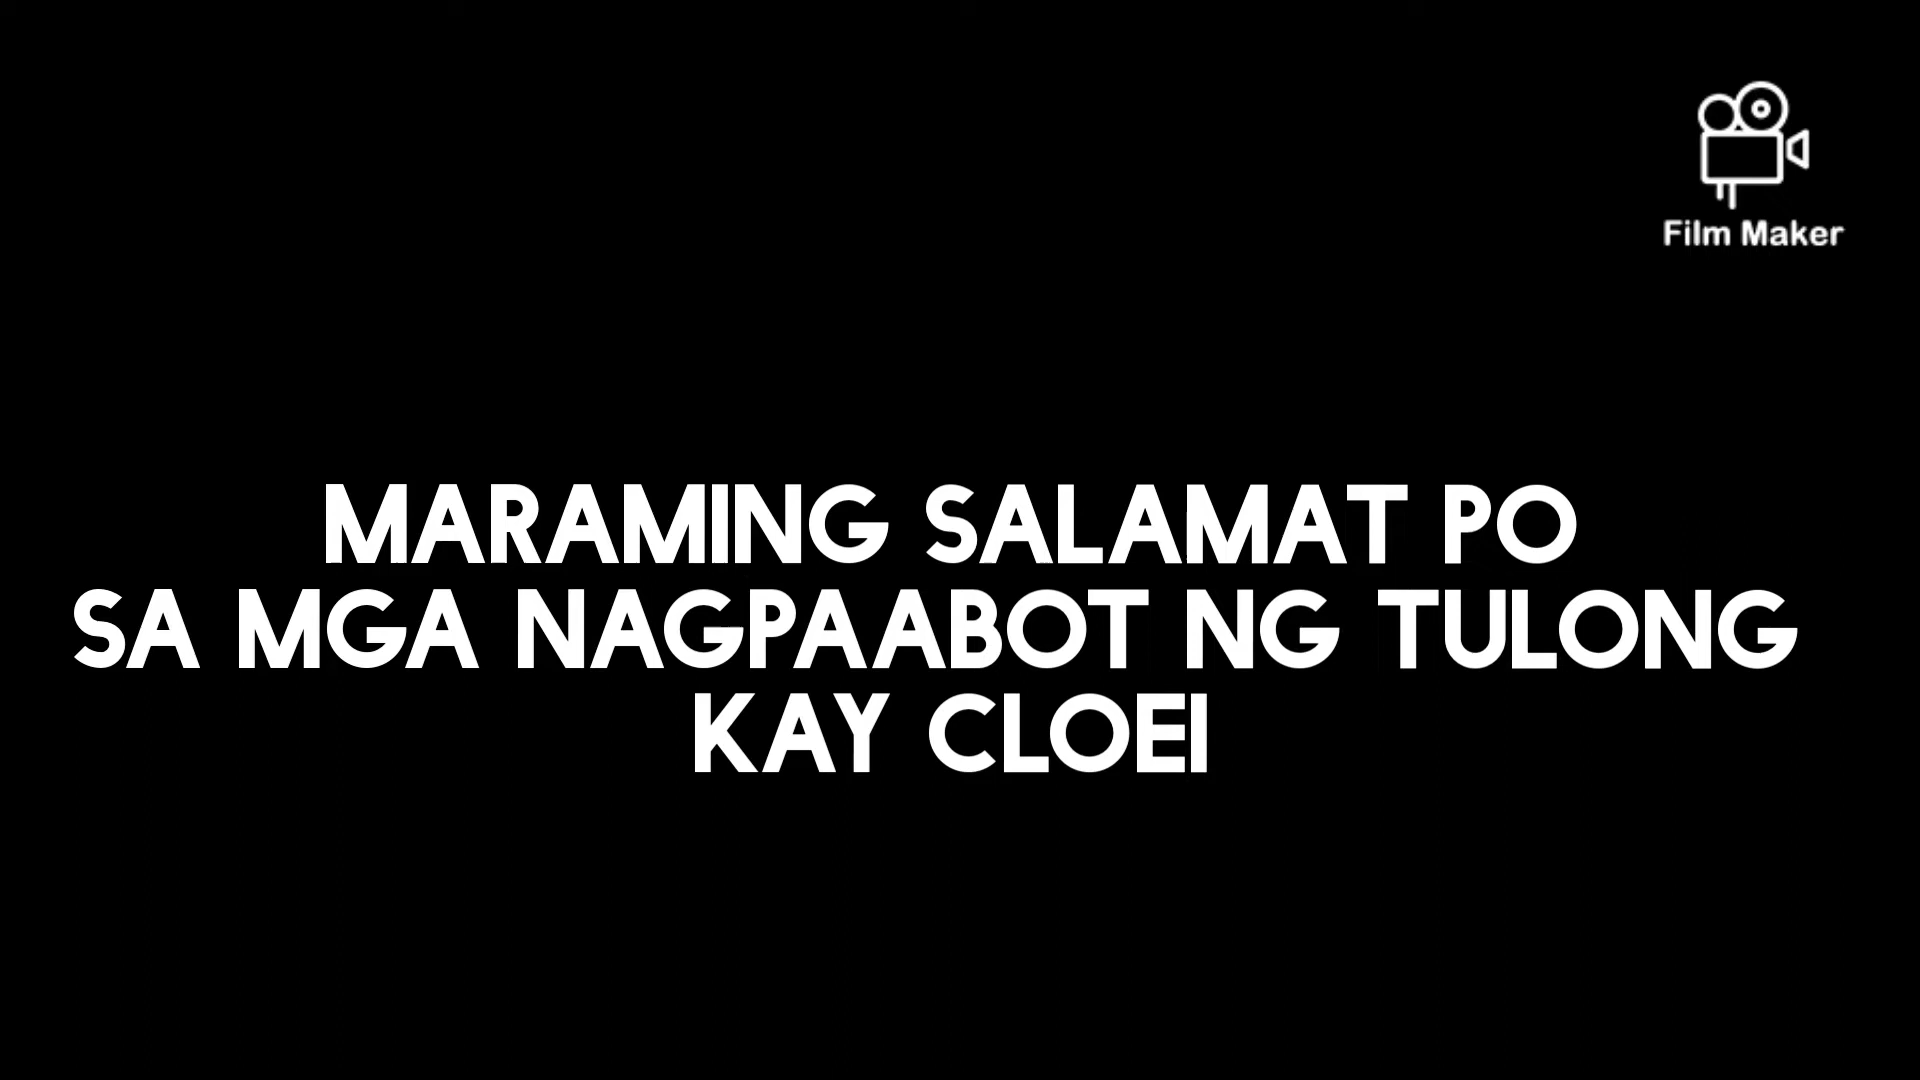 Film Maker
MARAMING SALAMAT PO
SA MGA NAGPAABOT NG TULONG
KAY CLOEI